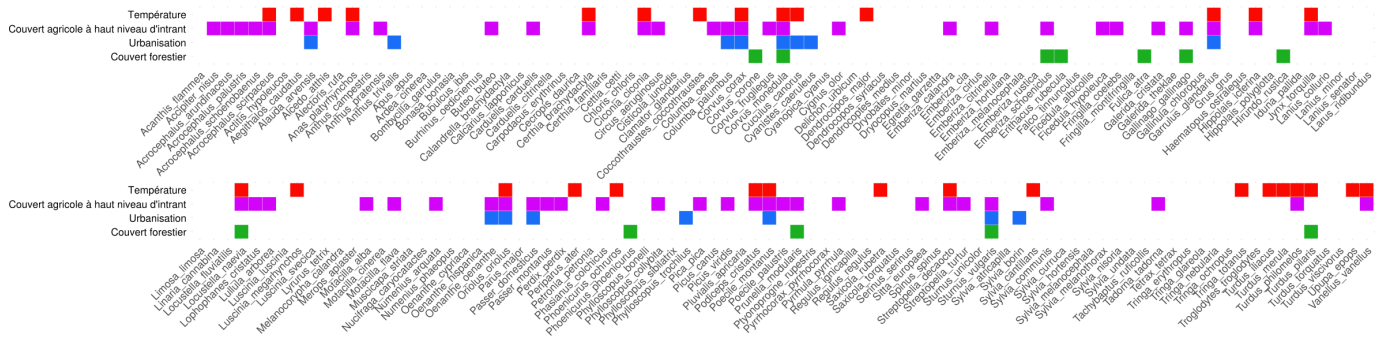 Température
Couvert agricole à haut niveau d'intrant
Urbanisation
Couvert forestier
Acanthis_flammea
Accipiter_nisus
Acrocephalus_arundinaceus
Acrocephalus_palustris
Acrocephalus_schoenobaenus
Acrocephalus_scirpaceus
Actitis_hypoleucos
Aegithalos_caudatus
Alauda_arvensis
Alcedo_atthis
Alectoris_rufa
Anas_platyrhynchos
Anthus_campestris
Anthus_pratensis
Anthus_trivialis
Apus_apus
Ardea_cinerea
Bombycilla_garrulus
Bonasa_bonasia
Bubulcus_ibis
Burhinus_oedicnemus
Buteo_buteo
Calandrella_brachydactyla
Carduelis_carduelis
Carduelis_citrinella
Carpodacus_erythrinus
Cecropis_daurica
Certhia_brachydactyla
Certhia_familiaris
Cettia_cetti
Chloris_chloris
Ciconia_ciconia
Circus_aeruginosus
Cisticola_juncidis
Clamator_glandarius
Coccothraustes_coccothraustes
Columba_oenas
Columba_palumbus
Corvus_corax
Corvus_corone
Corvus_frugilegus
Corvus_monedula
Cuculus_canorus
Cyanistes_caeruleus
Cyanopica_cyanus
Cygnus_olor
Delichon_urbicum
Dendrocopos_major
Dendrocopos_syriacus
Dendrocoptes_medius
Dryobates_minor
Dryocopus_martius
Egretta_garzetta
Emberiza_calandra
Emberiza_cia
Emberiza_cirlus
Emberiza_citrinella
Emberiza_hortulana
Emberiza_melanocephala
Erithacus_rubecula
Falco_tinnunculus
Ficedula_albicollis
Ficedula_hypoleuca
Fringilla_coelebs
Fringilla_montifringilla
Fulica_atra
Galerida_cristata
Galerida_theklae
Gallinago_gallinago
Gallinula_chloropus
Garrulus_glandarius
Grus_grus
Haematopus_ostralegus
Hippolais_icterina
Hippolais_polyglotta
Hirundo_rustica
Iduna_pallida
Jynx_torquilla
Lanius_collurio
Lanius_minor
Lanius_senator
Larus_ridibundus
Température
Couvert agricole à haut niveau d'intrant
Urbanisation
Couvert forestier
Limosa_limosa
Linaria_cannabina
Locustella_fluviatilis
Locustella_naevia
Lophophanes_cristatus
Lullula_arborea
Luscinia_luscinia
Luscinia_megarhynchos
Luscinia_svecica
Lyrurus_tetrix
Melanocorypha_calandra
Merops_apiaster
Motacilla_alba
Motacilla_cinerea
Motacilla_flava
Muscicapa_striata
Nucifraga_caryocatactes
Numenius_arquata
Numenius_phaeopus
Oenanthe_cypriaca
Oenanthe_hispanica
Oenanthe_oenanthe
Oriolus_oriolus
Parus_major
Passer_domesticus
Passer_montanus
Perdix_perdix
Periparus_ater
Petronia_petronia
Phasianus_colchicus
Phoenicurus_ochruros
Phylloscopus_bonelli
Phylloscopus_collybita
Phylloscopus_sibilatrix
Phylloscopus_trochilus
Pica_pica
Picus_canus
Picus_viridis
Pluvialis_apricaria
Podiceps_cristatus
Poecile_montanus
Poecile_palustris
Prunella_modularis
Ptyonoprogne_rupestris
Pyrrhocorax_pyrrhocorax
Pyrrhula_pyrrhula
Regulus_ignicapilla
Regulus_regulus
Saxicola_rubetra
Saxicola_torquatus
Serinus_serinus
Sitta_europaea
Spinus_spinus
Streptopelia_decaocto
Streptopelia_turtur
Sturnus_unicolor
Sturnus_vulgaris
Sylvia_atricapilla
Sylvia_borin
Sylvia_cantillans
Sylvia_communis
Sylvia_curruca
Sylvia_hortensis
Sylvia_melanocephala
Sylvia_melanothorax
Sylvia_nisoria
Sylvia_undata
Tachybaptus_ruficollis
Tadorna_tadorna
Tetrax_tetrax
Tringa_erythropus
Tringa_glareola
Tringa_nebularia
Tringa_ochropus
Tringa_totanus
Troglodytes_troglodytes
Turdus_iliacus
Turdus_merula
Turdus_philomelos
Turdus_pilaris
Turdus_viscivorus
Upupa_epops
Vanellus_vanellus